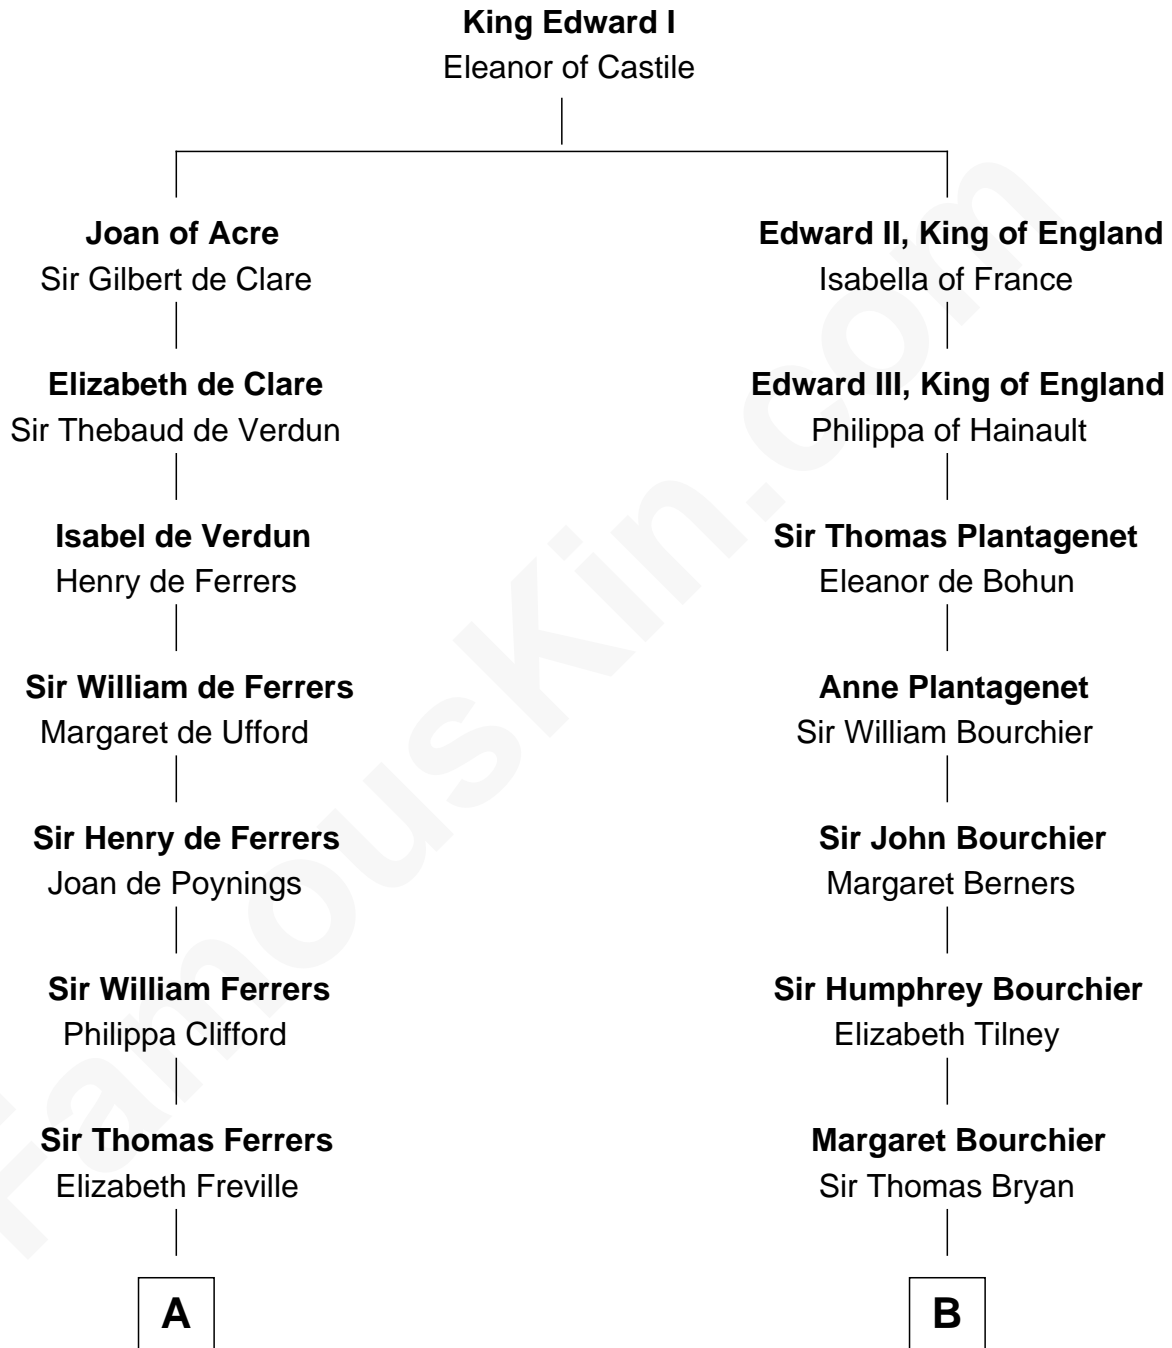 King Edward I
Eleanor of Castile
Joan of Acre
Sir Gilbert de Clare
Edward II, King of England
Isabella of France
Elizabeth de Clare
Sir Thebaud de Verdun
Edward III, King of England
Philippa of Hainault
Isabel de Verdun
Henry de Ferrers
Sir Thomas Plantagenet
Eleanor de Bohun
Sir William de Ferrers
Margaret de Ufford
Anne Plantagenet
Sir William Bourchier
Sir Henry de Ferrers
Joan de Poynings
Sir John Bourchier
Margaret Berners
Sir William Ferrers
Philippa Clifford
Sir Humphrey Bourchier
Elizabeth Tilney
Sir Thomas Ferrers
Elizabeth Freville
Margaret Bourchier
Sir Thomas Bryan
A
B
FamousKin.com